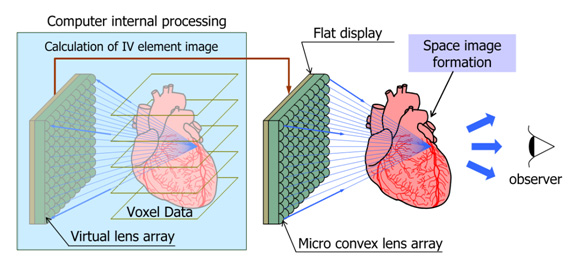 Computer internal processing
Calculation of IV element image
Flat display
Space image
formation
observer
Voxel Data
Virtual lens array
Micro convex lens array